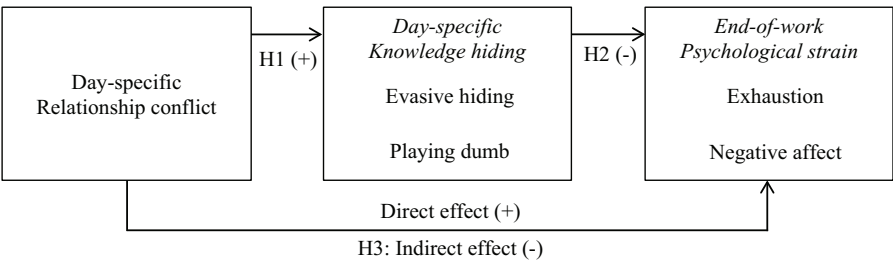 Day-specific
Relationship conflict
H1 (+)
Day-specific
Knowledge hiding
Evasive hiding
Playing dumb
H2 (-)
End-of-work
Psychological strain
Exhaustion
Negative affect
Direct effect (+)
H3: Indirect effect (-)